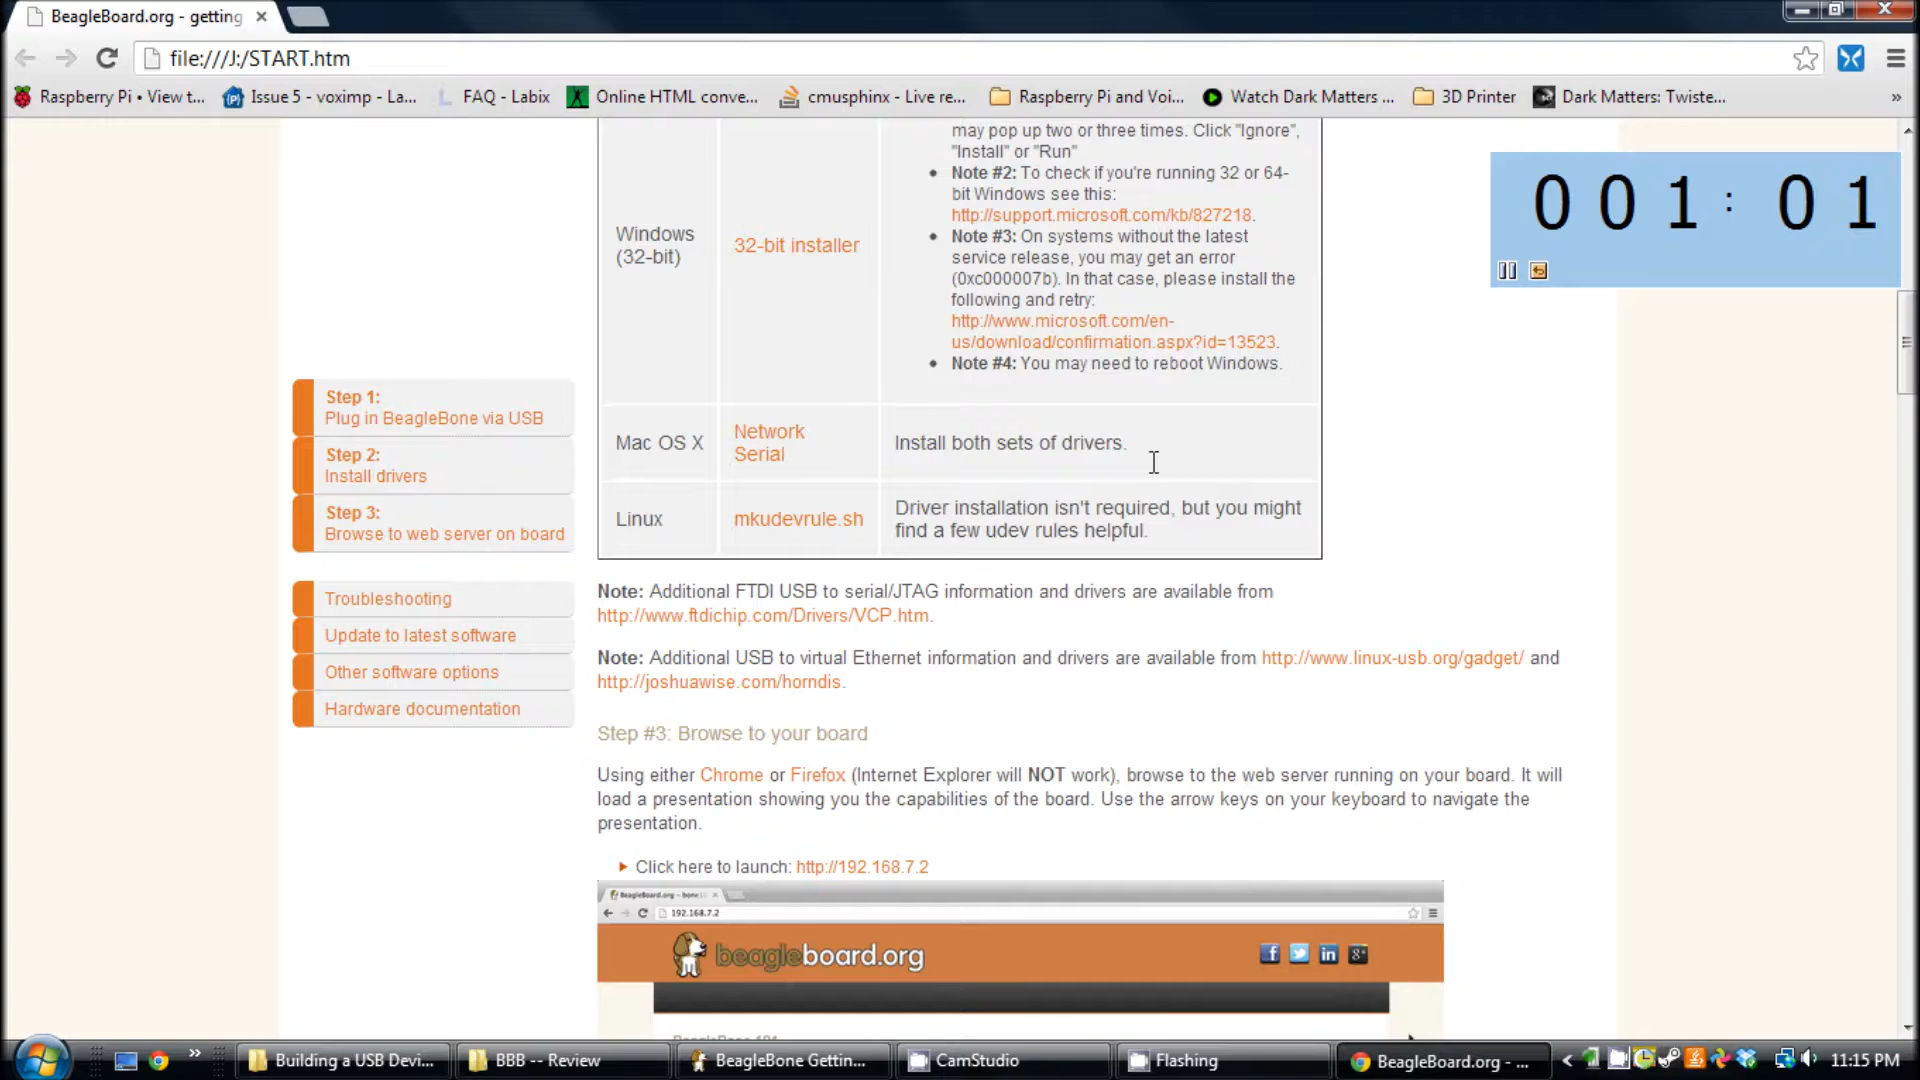 BeagleBoard.org - getting
file:///J:/START.htm
Raspberry Pi • View t...
Issue 5 - voximp - La...
FAQ - Labix
Online HTML conve...
cmusphinx - Live re...
Raspberry Pi and Voi...
Watch Dark Matters ...
3D Printer
Dark Matters: Twiste...
»
001:01
Step 1:
Plug in BeagleBone via USB
Step 2:
Install drivers
Step 3:
Browse to web server on board
Troubleshooting
Update to latest software
Other software options
Hardware documentation
Windows
(32-bit)
32-bit installer
may pop up two or three times. Click "Ignore",
"Install" or "Run"
Note #2: To check if you're running 32 or 64-
bit Windows see this:
http://support.microsoft.com/kb/827218.
Note #3: On systems without the latest
service release, you may get an error
(0xc000007b). In that case, please install the
following and retry:
http://www.microsoft.com/en-
us/download/confirmation.aspx?id=13523.
Note #4: You may need to reboot Windows.
Mac OS X
Network
Serial
Install both sets of drivers.
Linux
mkudevrule.sh
Driver installation isn't required, but you might
find a few udev rules helpful.
Note: Additional FTDI USB to serial/JTAG information and drivers are available from
http://www.ftdichip.com/Drivers/VCP.htm.
Note: Additional USB to virtual Ethernet information and drivers are available from http://www.linux-usb.org/gadget/ and
http://joshuawise.com/horndis.
Step #3: Browse to your board
Using either Chrome or Firefox (Internet Explorer will NOT work), browse to the web server running on your board. It will
load a presentation showing you the capabilities of the board. Use the arrow keys on your keyboard to navigate the
presentation.
Click here to launch: http://192.168.7.2
192.168.7.2
beagleboard.org
»
Building a USB Devi...
BBB -- Review
BeagleBone Gettin...
CamStudio
Flashing
BeagleBoard.org - ...
11:15 PM